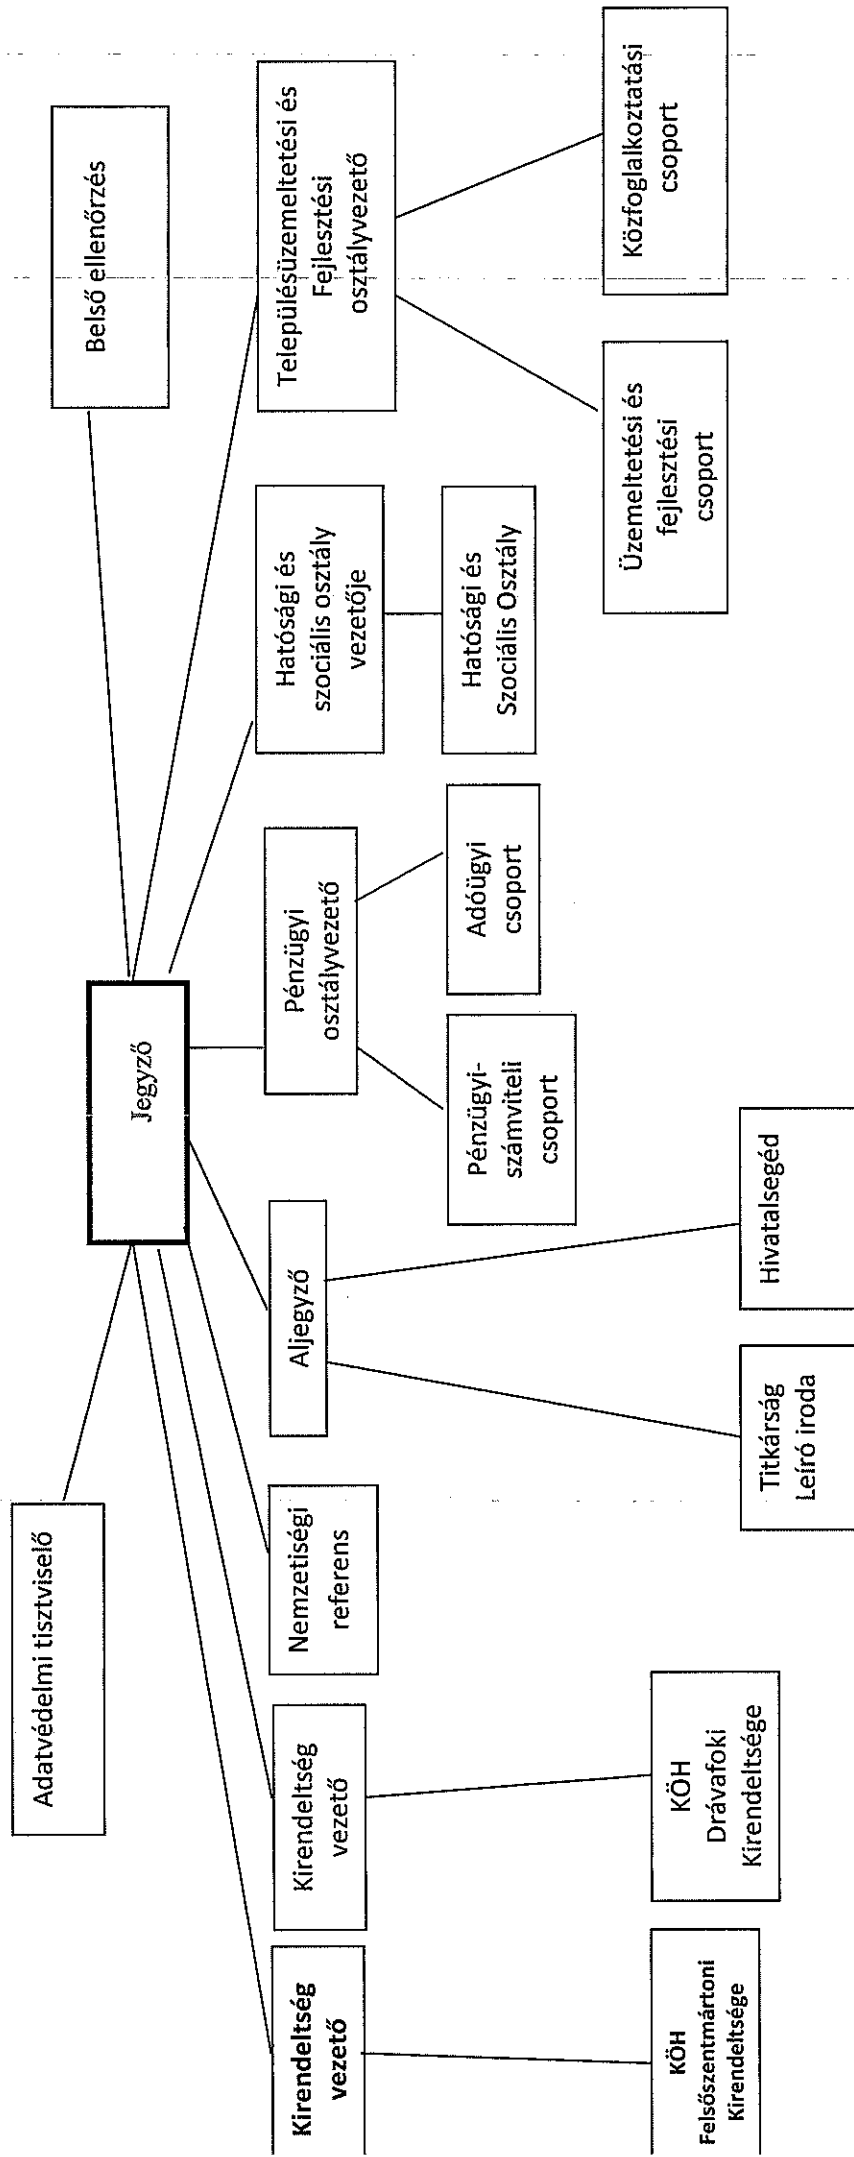 Adatvédelmi tisztviselő
Belső ellenőrzés
Jegyző
Kirendeltség
vezető
Kirendeltség
vezető
Nemzetiségi
referens
Aljegyző
Pénzügyi
osztályvezető
Hatósági és
szociális osztály
vezetője
Településüzemeltetési és
Fejlesztési
osztályvezető
Pénzügyi-
számviteli
csoport
Adóügyi
csoport
Hatósági és
Szociális Osztály
Üzemeltetési és
fejlesztési
csoport
Közfoglalkoztatási
csoport
KÖH
Felsőszentmártoni
Kirendeltsége
KÖH
Drávafoki
Kirendeltsége
Titkárság
Leíró iroda
Hivatalsegéd